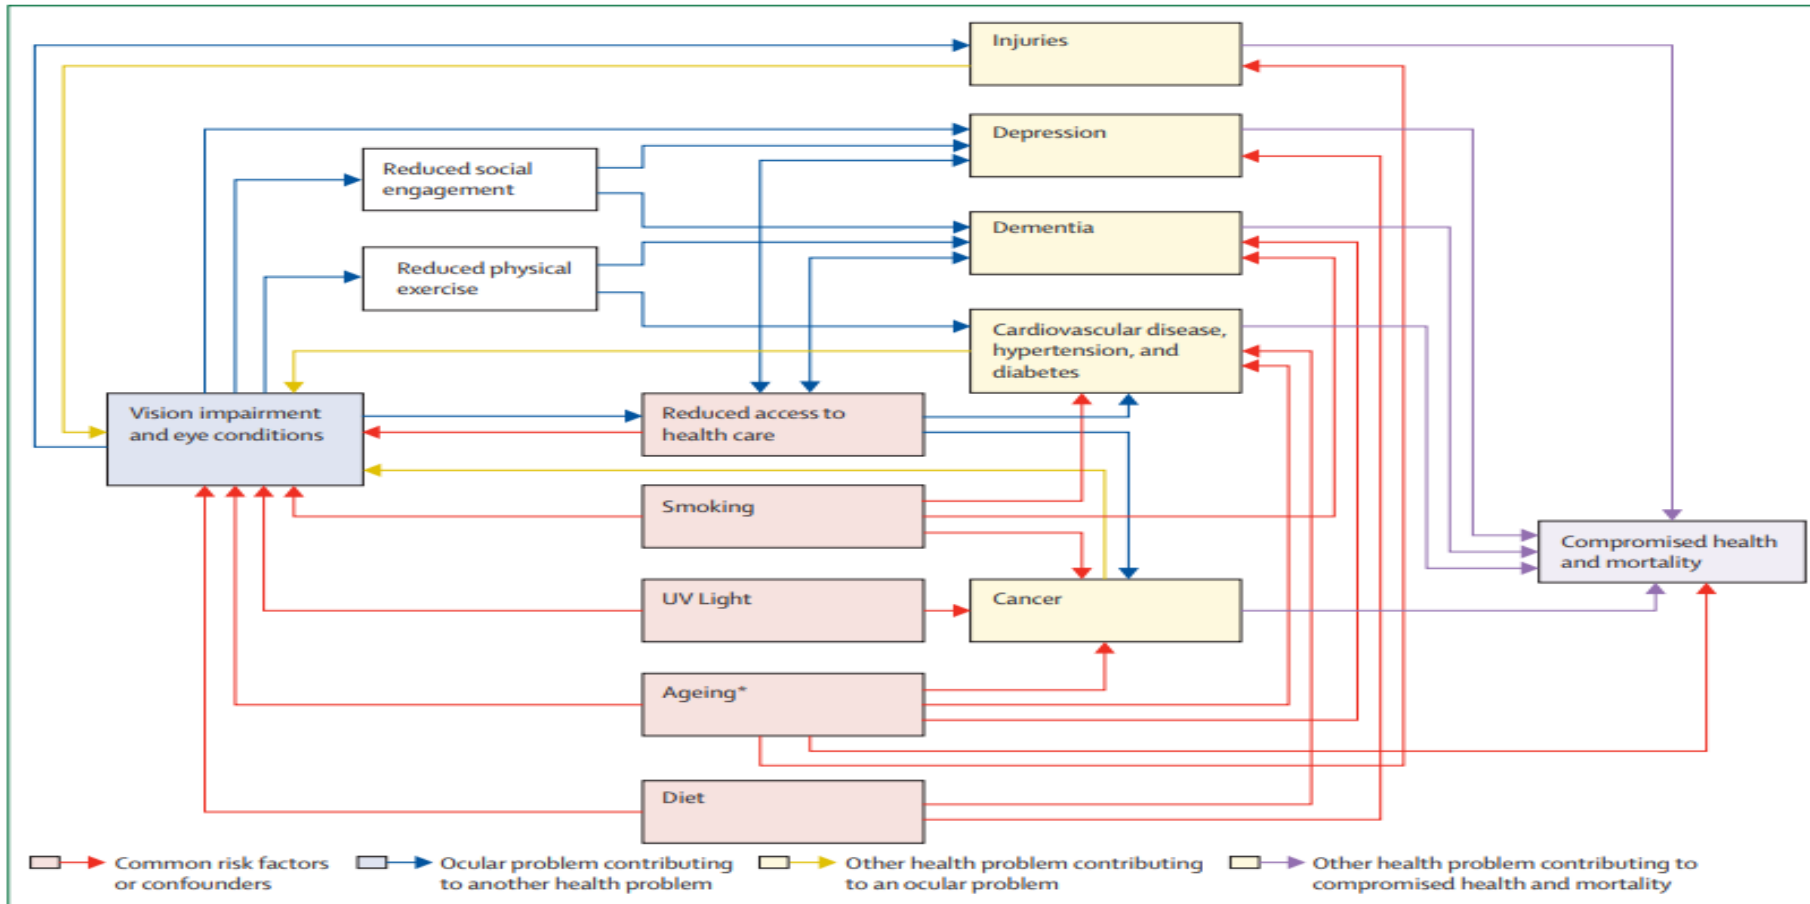 Injuries
Depression
Reduced social
engagement
Dementia
Reduced physical
exercise
Cardiovascular disease,
hypertension, and
diabetes
Vision impairment
and eye conditions
Reduced access to
health care
Smoking
Compromised health
and mortality
UV Light
Cancer
Ageing*
Diet
Common risk factors
or confounders
Ocular problem contributing
to another health problem
Other health problem contributing
to an ocular problem
Other health problem contributing to
compromised health and mortality